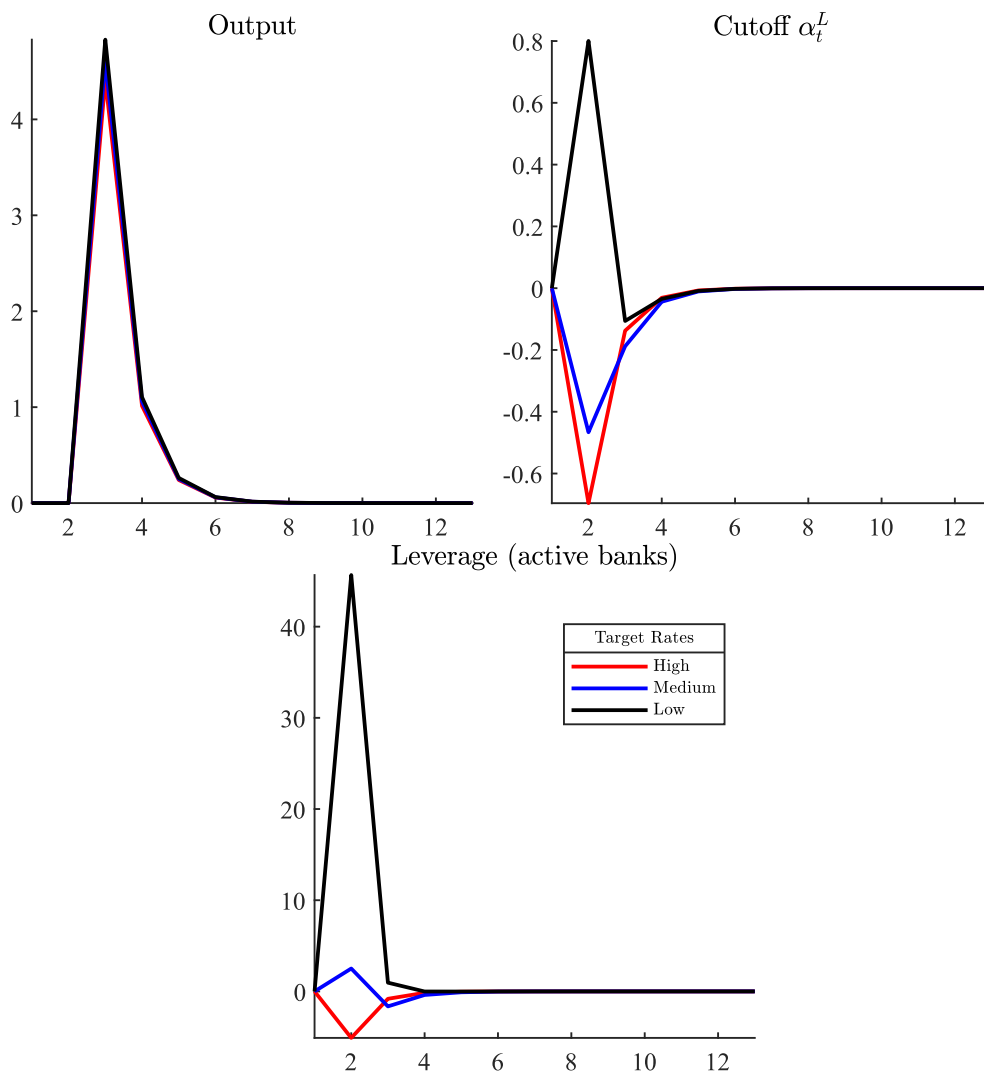 Output
4
3
2
1
0
2 4 6 8 10 12
Cutoff $\alpha_t^L$
0.8
0.6
0.4
0.2
0
-0.2
-0.4
-0.6
2 4 6 8 10 12
Leverage (active banks)
40
30
20
10
0
2 4 6 8 10 12
Target Rates
High
Medium
Low